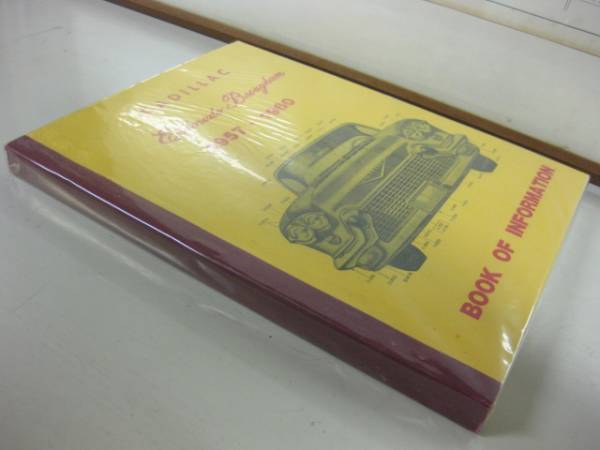 CADILLAC
Eldorado Brougham
1957 - 1960
BOOK OF INFORMATION